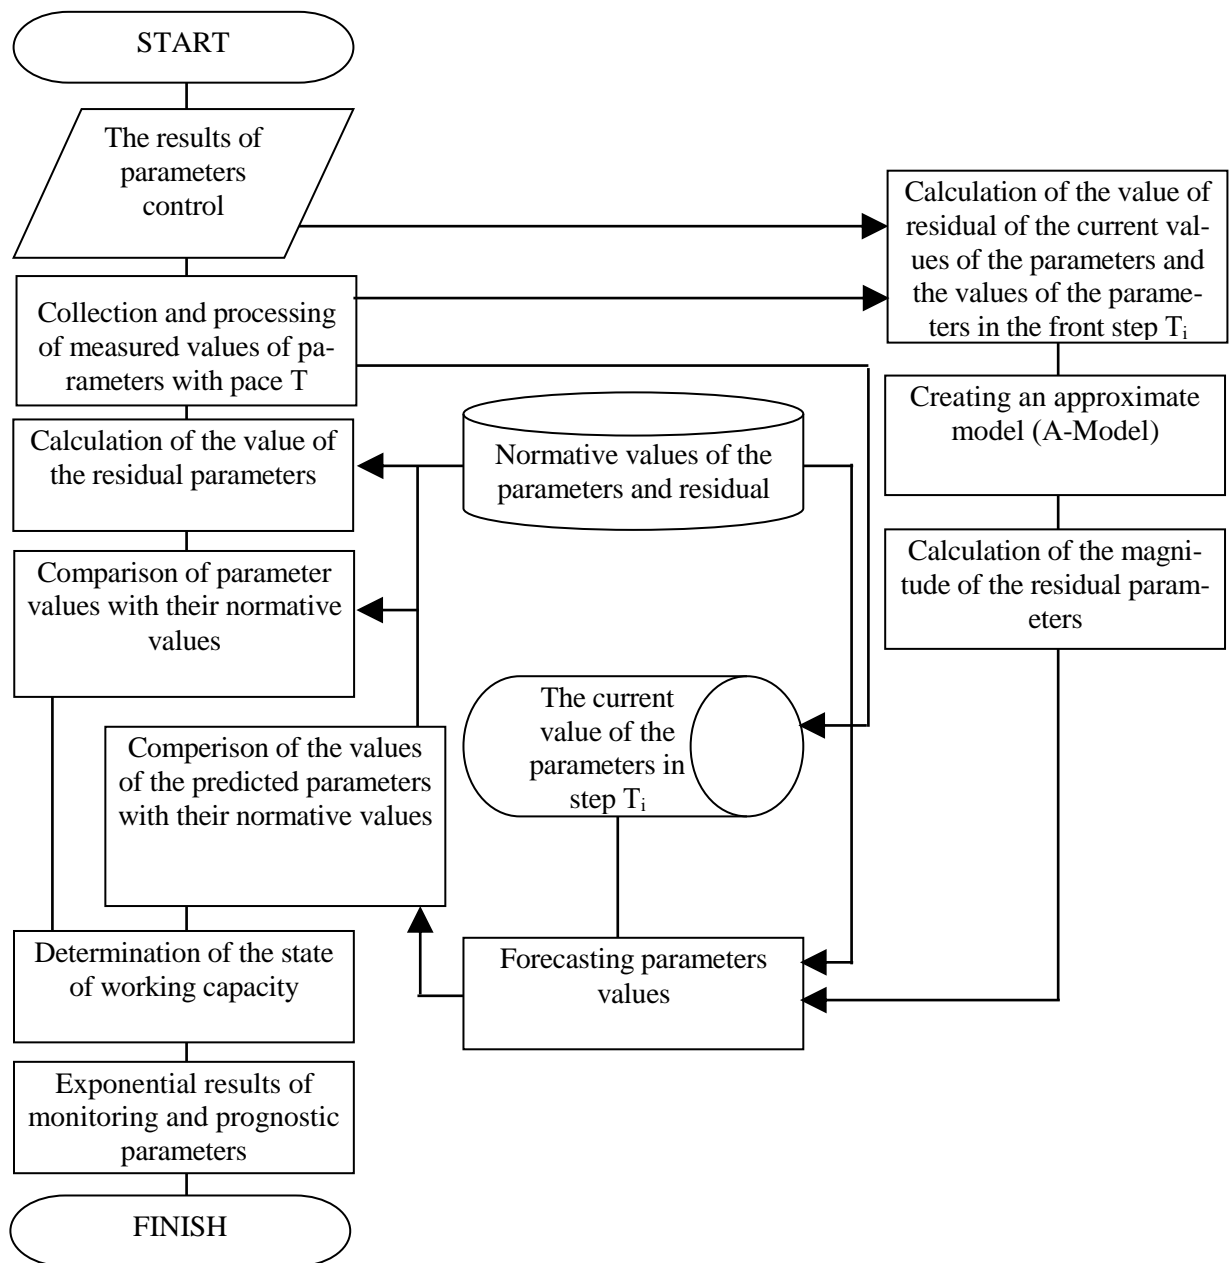 START
The results of
parameters
control
Calculation of the value of
residual of the current val-
ues of the parameters and
the values of the parame-
ters in the front step Ti
Collection and processing
of measured values of pa-
rameters with pace T
Creating an approximate
model (A-Model)
Calculation of the value of
the residual parameters
Normative values of the
parameters and residual
Calculation of the magni-
tude of the residual param-
eters
Comparison of parameter
values with their normative
values
The current
value of the
parameters in
step Ti
Comperison of the values
of the predicted parameters
with their normative values
Determination of the state
of working capacity
Forecasting parameters
values
Exponential results of
monitoring and prognostic
parameters
FINISH